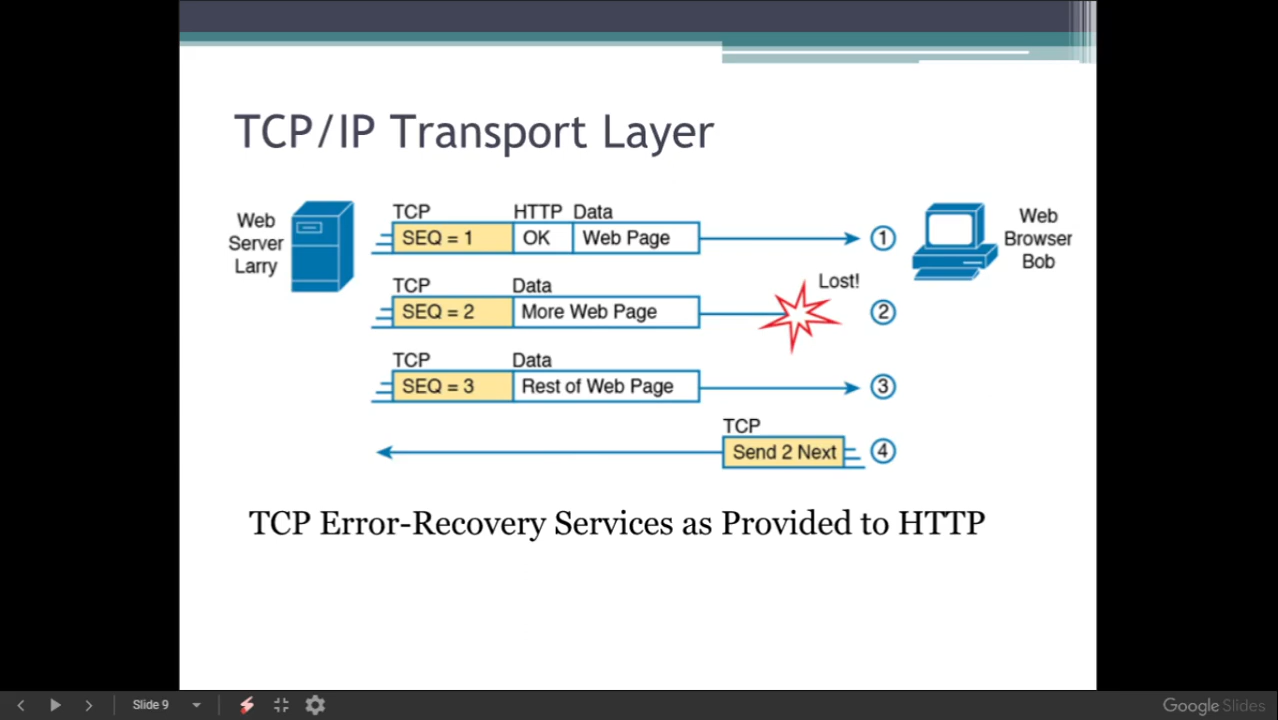 TCP/IP Transport Layer
Web
Server
Larry
TCP HTTP Data
SEQ = 1 OK Web Page
1
Web
Browser
Bob
Lost!
TCP Data
SEQ = 2 More Web Page
2
TCP Data
SEQ = 3 Rest of Web Page
3
TCP
Send 2 Next
4
TCP Error-Recovery Services as Provided to HTTP
Slide 9
Google Slides